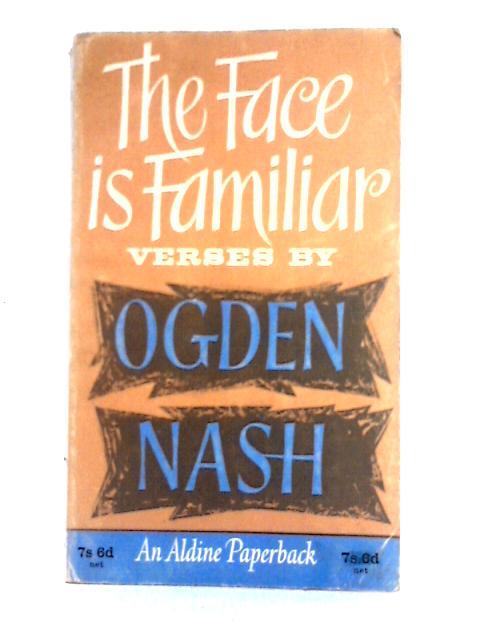 The Face
is Familiar
VERSES BY
OGDEN
NASH
7s 6d
net
An Aldine Paperback
7s.6d
net